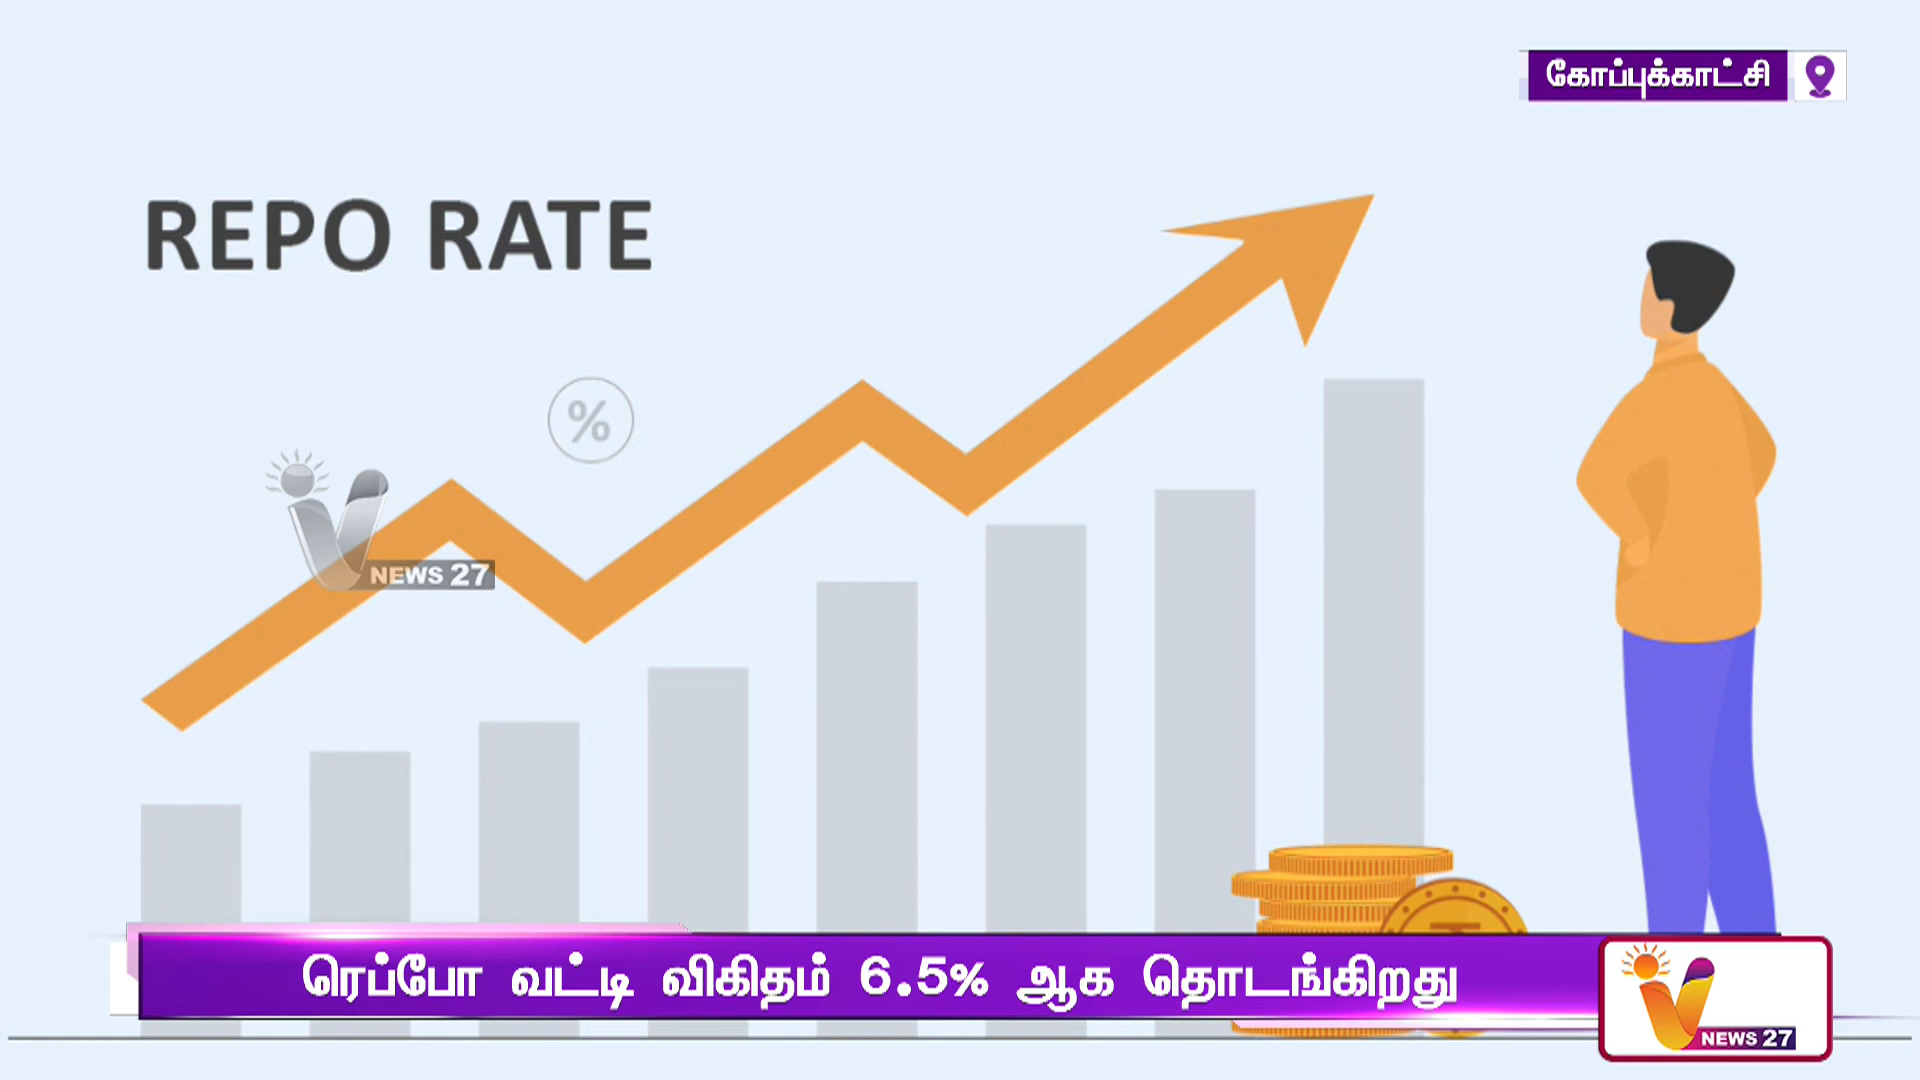 கோப்புக்காட்சி
REPO RATE
%
NEWS 27
ரெப்போ வட்டி விகிதம் 6.5% ஆக தொடங்கிறது
NEWS 27